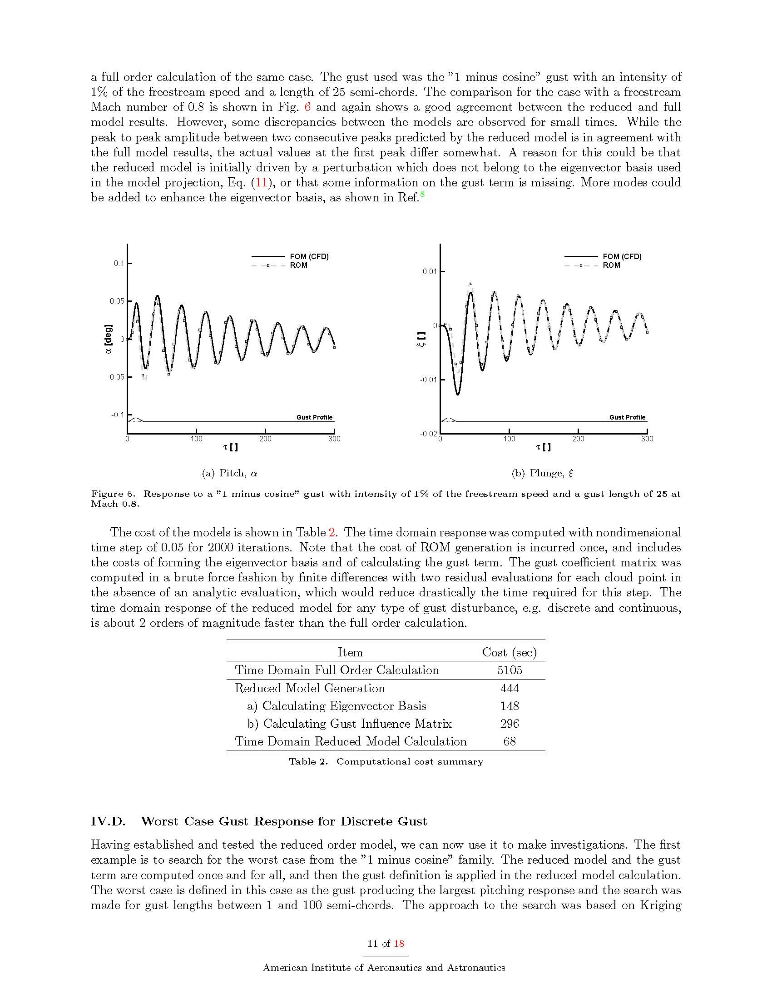 a full order calculation of the same case. The gust used was the ”1 minus cosine” gust with an intensity of
1% of the freestream speed and a length of 25 semi-chords. The comparison for the case with a freestream
Mach number of 0.8 is shown in Fig. 6 and again shows a good agreement between the reduced and full
model results. However, some discrepancies between the models are observed for small times. While the
peak to peak amplitude between two consecutive peaks predicted by the reduced model is in agreement with
the full model results, the actual values at the first peak differ somewhat. A reason for this could be that
the reduced model is initially driven by a perturbation which does not belong to the eigenvector basis used
in the model projection, Eq. (11), or that some information on the gust term is missing. More modes could
be added to enhance the eigenvector basis, as shown in Ref.⁸
FOM (CFD)
ROM
0.1
0.05
0
-0.05
-0.1
α [deg]
Gust Profile
0 100 200 300
τ [ ]
(a) Pitch, α
FOM (CFD)
ROM
0.01
0
-0.01
-0.02
ξ [ ]
Gust Profile
0 100 200 300
τ [ ]
(b) Plunge, ξ
Figure 6. Response to a ”1 minus cosine” gust with intensity of 1% of the freestream speed and a gust length of 25 at
Mach 0.8.
The cost of the models is shown in Table 2. The time domain response was computed with nondimensional
time step of 0.05 for 2000 iterations. Note that the cost of ROM generation is incurred once, and includes
the costs of forming the eigenvector basis and of calculating the gust term. The gust coefficient matrix was
computed in a brute force fashion by finite differences with two residual evaluations for each cloud point in
the absence of an analytic evaluation, which would reduce drastically the time required for this step. The
time domain response of the reduced model for any type of gust disturbance, e.g. discrete and continuous,
is about 2 orders of magnitude faster than the full order calculation.
Item Cost (sec)
Time Domain Full Order Calculation 5105
Reduced Model Generation 444
a) Calculating Eigenvector Basis 148
b) Calculating Gust Influence Matrix 296
Time Domain Reduced Model Calculation 68
Table 2. Computational cost summary
IV.D. Worst Case Gust Response for Discrete Gust
Having established and tested the reduced order model, we can now use it to make investigations. The first
example is to search for the worst case from the ”1 minus cosine” family. The reduced model and the gust
term are computed once and for all, and then the gust definition is applied in the reduced model calculation.
The worst case is defined in this case as the gust producing the largest pitching response and the search was
made for gust lengths between 1 and 100 semi-chords. The approach to the search was based on Kriging
11 of 18
American Institute of Aeronautics and Astronautics